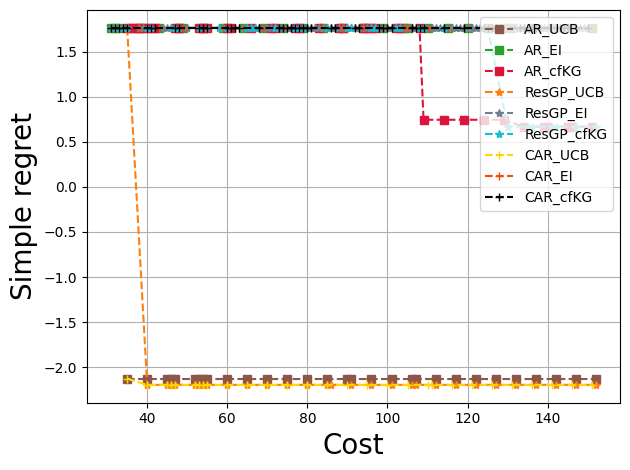 Simple regret
1.5
1.0
0.5
0.0
−0.5
−1.0
−1.5
−2.0
40 60 80 100 120 140
Cost
AR_UCB
AR_EI
AR_cfKG
ResGP_UCB
ResGP_EI
ResGP_cfKG
CAR_UCB
CAR_EI
CAR_cfKG